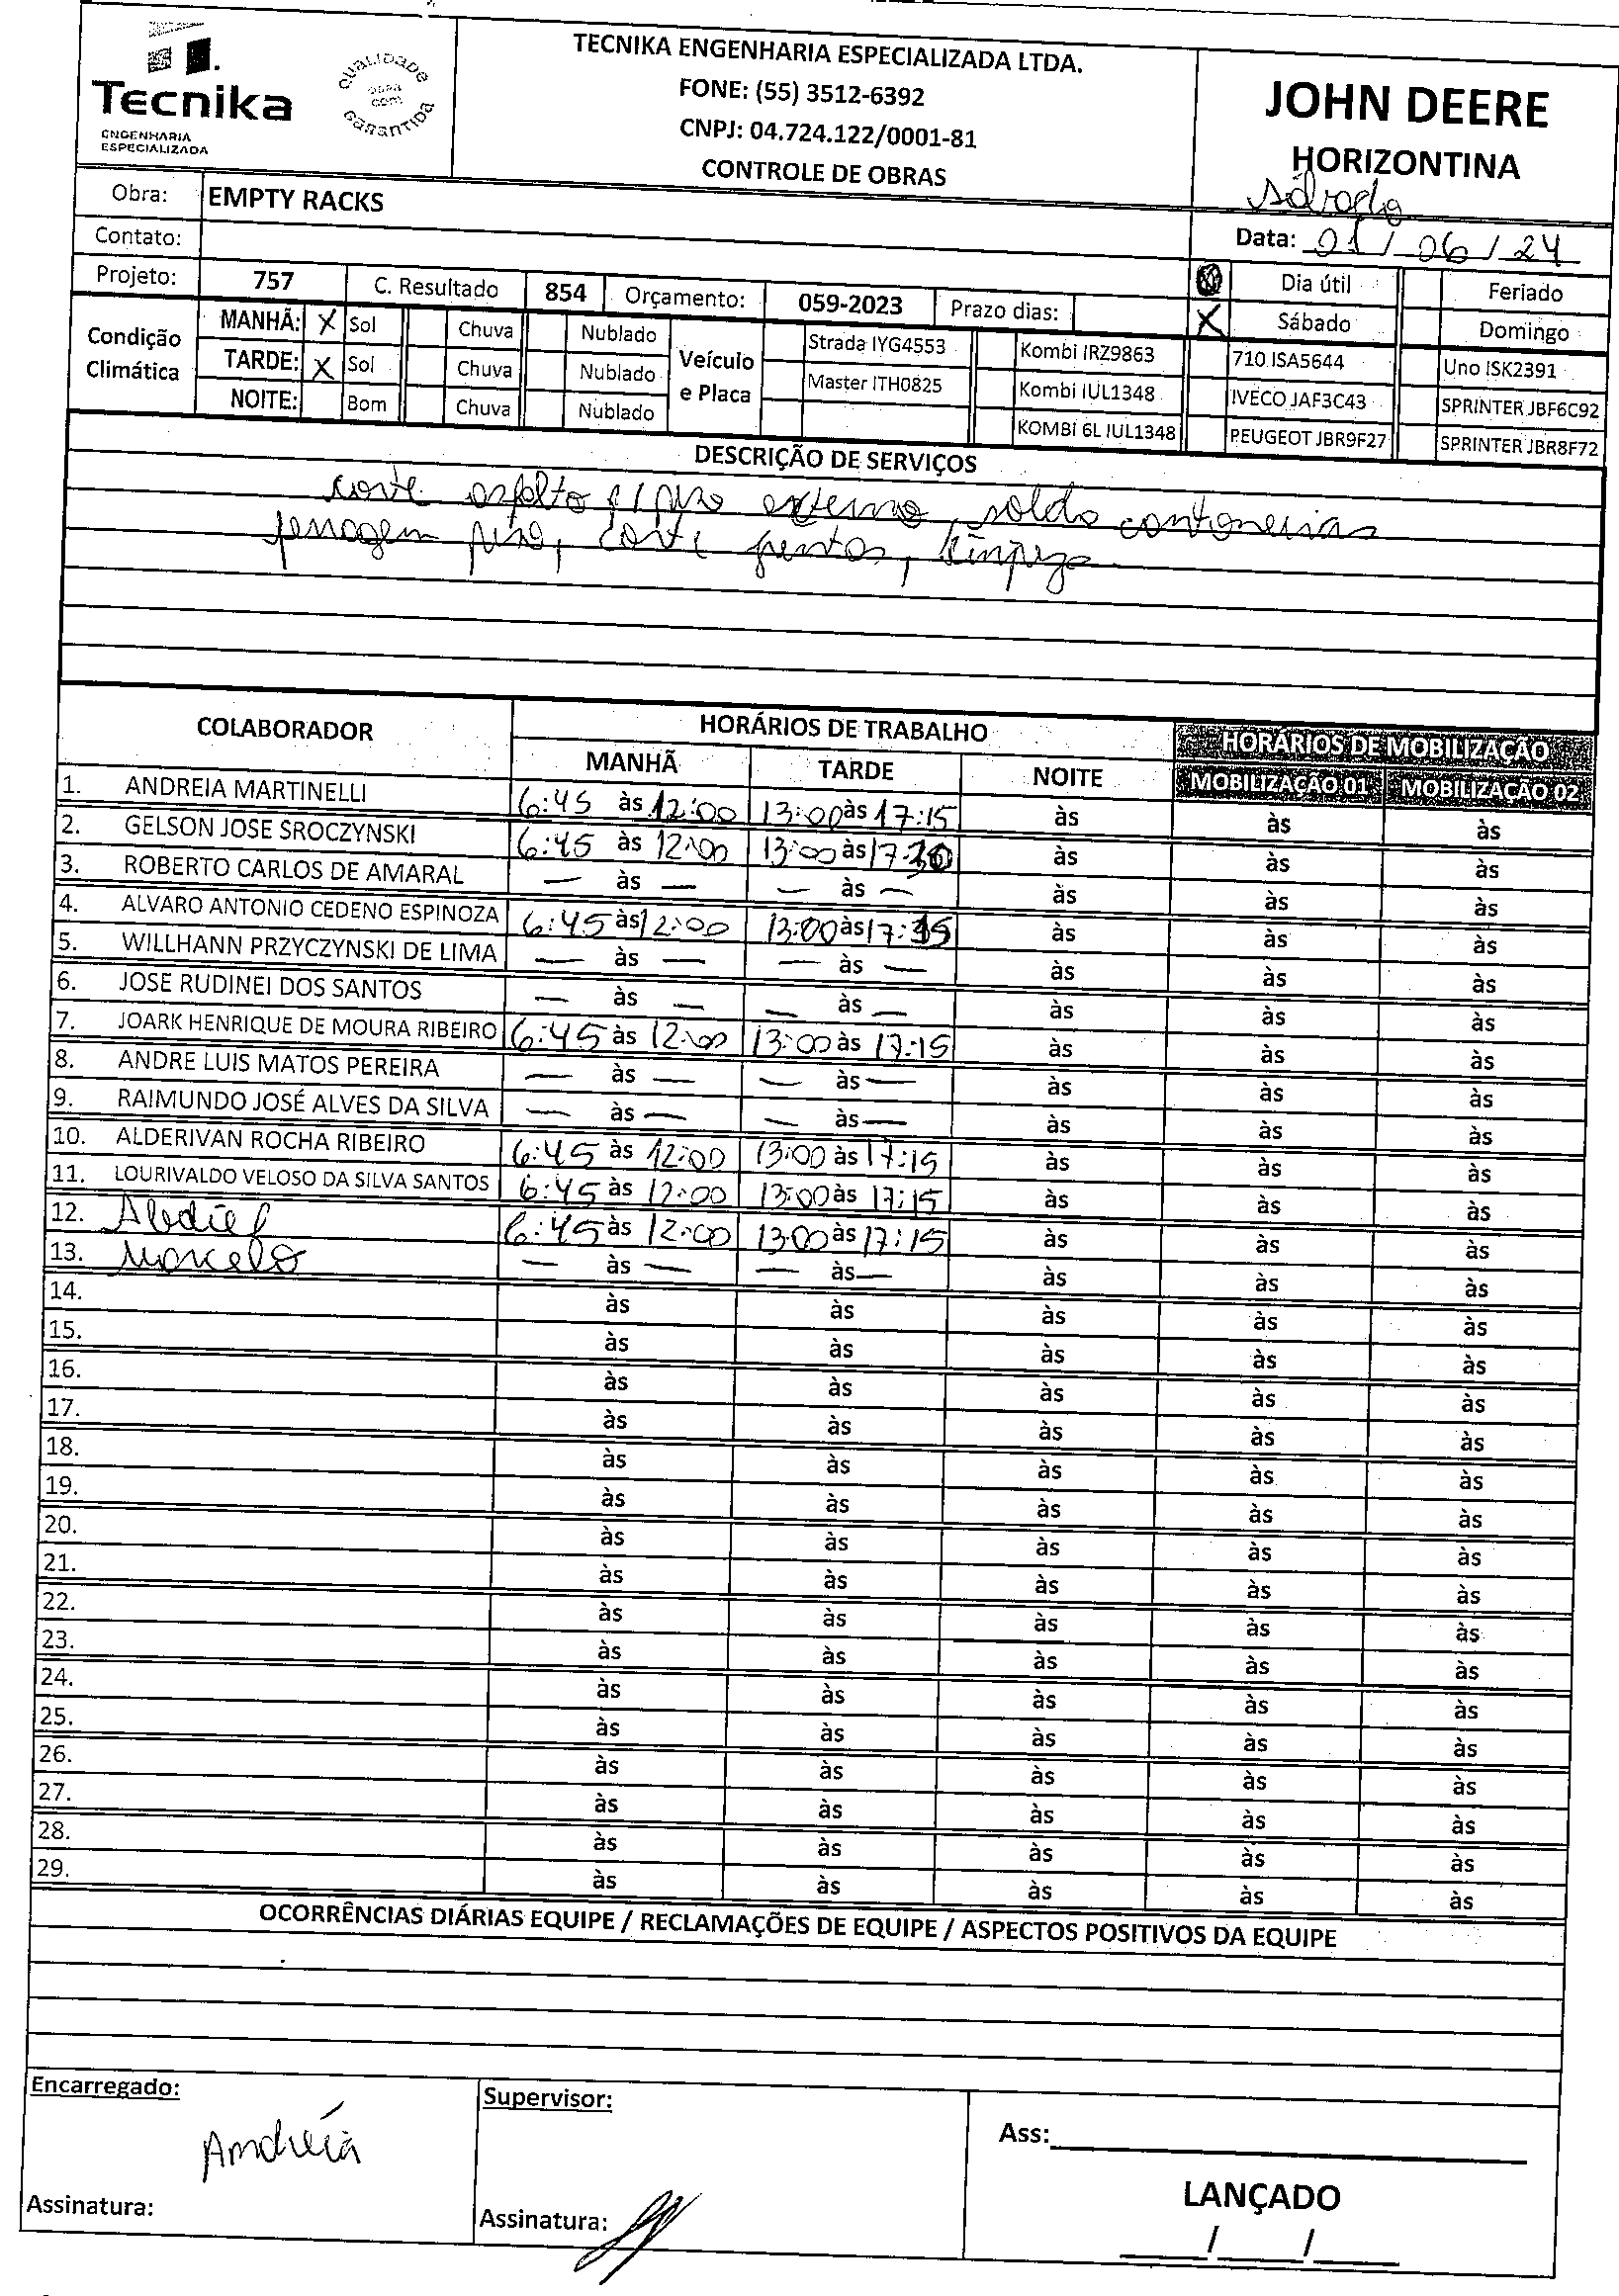 Tecnika
ENGENHARIA
ESPECIALIZADA
QUALIDADE
OBRA
COM
GARANTIDA
TECNIKA ENGENHARIA ESPECIALIZADA LTDA.
FONE: (55) 3512-6392
CNPJ: 04.724.122/0001-81
CONTROLE DE OBRAS
JOHN DEERE
HORIZONTINA
Sábado
Obra: EMPTY RACKS
Contato:
Data: 01/06/24
Projeto: 757 C. Resultado 854 Orçamento: 059-2023 Prazo dias:
Dia útil Feriado
X Sábado Domingo
Condição Climática
MANHÃ: X Sol Chuva Nublado
TARDE: X Sol Chuva Nublado
NOITE: Bom Chuva Nublado
Veículo e Placa
Strada IYG4553 Kombi IRZ9863 710 ISA5644 Uno ISK2391
Master ITH0825 Kombi IUL1348 IVECO JAF3C43 SPRINTER JBF6C92
KOMBI 6L IUL1348 PEUGEOT JBR9F27 SPRINTER JBR8F72
DESCRIÇÃO DE SERVIÇOS
corte asfalto p/ piso externo, solda cantoneiras
ferragem piso, corte juntas, limpeza
COLABORADOR HORÁRIOS DE TRABALHO HORÁRIOS DE MOBILIZAÇÃO
MANHÃ TARDE NOITE MOBILIZAÇÃO 01 MOBILIZAÇÃO 02
1. ANDREIA MARTINELLI 6:45 às 12:00 13:00 às 17:15 às às às
2. GELSON JOSE SROCZYNSKI 6:45 às 12:00 13:00 às às às às
3. ROBERTO CARLOS DE AMARAL — às — — às — às às às
4. ALVARO ANTONIO CEDENO ESPINOZA 6:45 às 12:00 13:00 às às às às
5. WILLHANN PRZYCZYNSKI DE LIMA — às — — às — às às às
6. JOSE RUDINEI DOS SANTOS — às — — às — às às às
7. JOARK HENRIQUE DE MOURA RIBEIRO 6:45 às 12:00 13:00 às 17:15 às às às
8. ANDRE LUIS MATOS PEREIRA — às — — às — às às às
9. RAIMUNDO JOSÉ ALVES DA SILVA — às — — às — às às às
10. ALDERIVAN ROCHA RIBEIRO 6:45 às 12:00 13:00 às 17:15 às às às
11. LOURIVALDO VELOSO DA SILVA SANTOS 6:45 às 12:00 13:00 às 17:15 às às às
12. Abdiel 6:45 às 12:00 13:00 às 17:15 às às às
13. Marcelo — às — — às — às às às
14. às às às às às
15. às às às às às
16. às às às às às
17. às às às às às
18. às às às às às
19. às às às às às
20. às às às às às
21. às às às às às
22. às às às às às
23. às às às às às
24. às às às às às
25. às às às às às
26. às às às às às
27. às às às às às
28. às às às às às
29. às às às às às
OCORRÊNCIAS DIÁRIAS EQUIPE / RECLAMAÇÕES DE EQUIPE / ASPECTOS POSITIVOS DA EQUIPE
Encarregado: Supervisor:
Andréia
Ass:
LANÇADO
Assinatura: Assinatura:
/ /